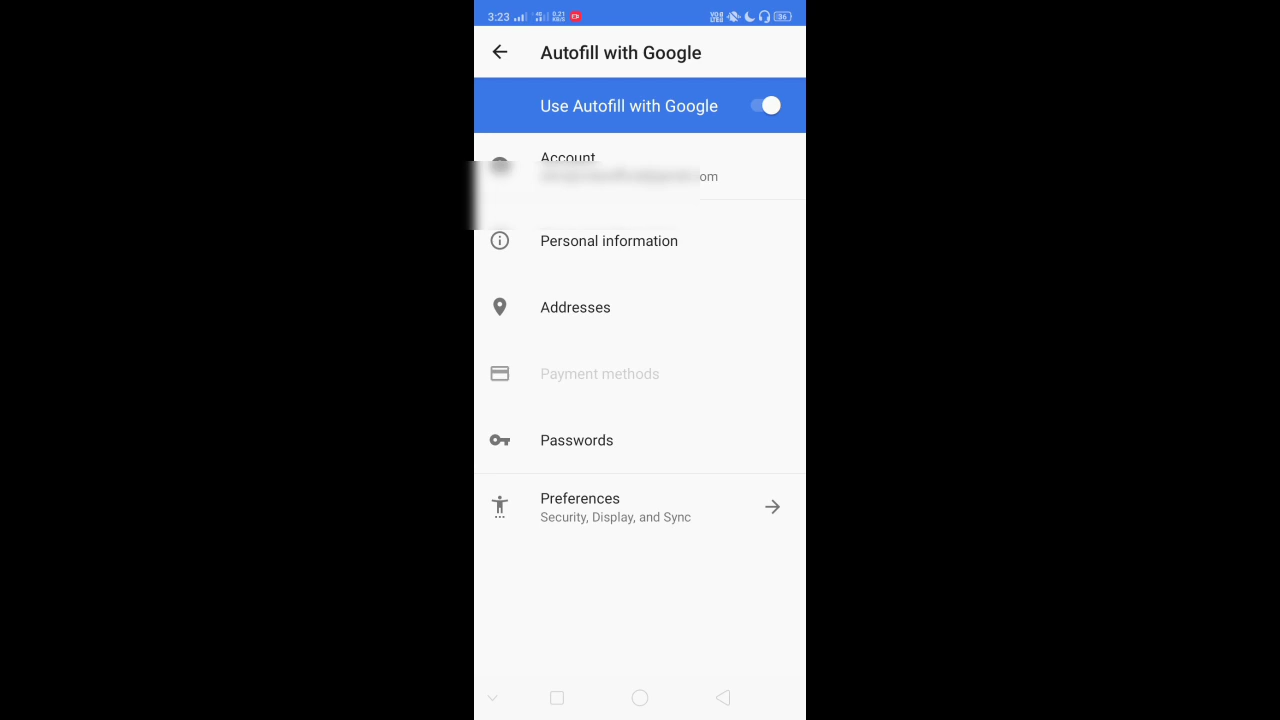 3:23
Autofill with Google
Use Autofill with Google
Account
om
Personal information
Addresses
Payment methods
Passwords
Preferences
Security, Display, and Sync